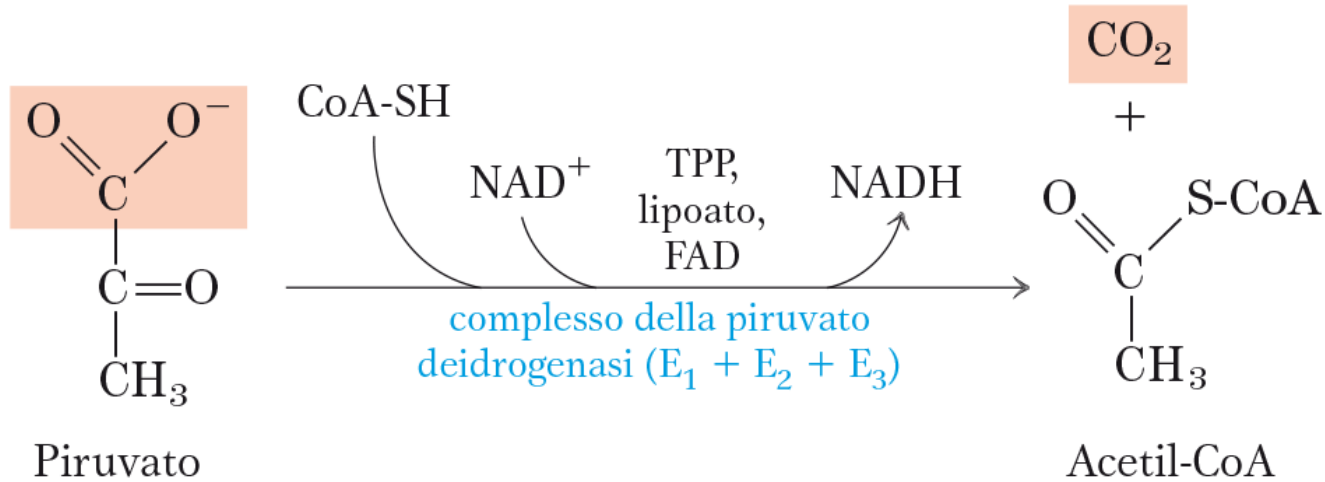 O O⁻
C
C=O
CH₃
Piruvato
CoA-SH
NAD⁺
TPP,
lipoato,
FAD
NADH
complesso della piruvato
deidrogenasi (E₁ + E₂ + E₃)
CO₂
+
O S-CoA
C
CH₃
Acetil-CoA